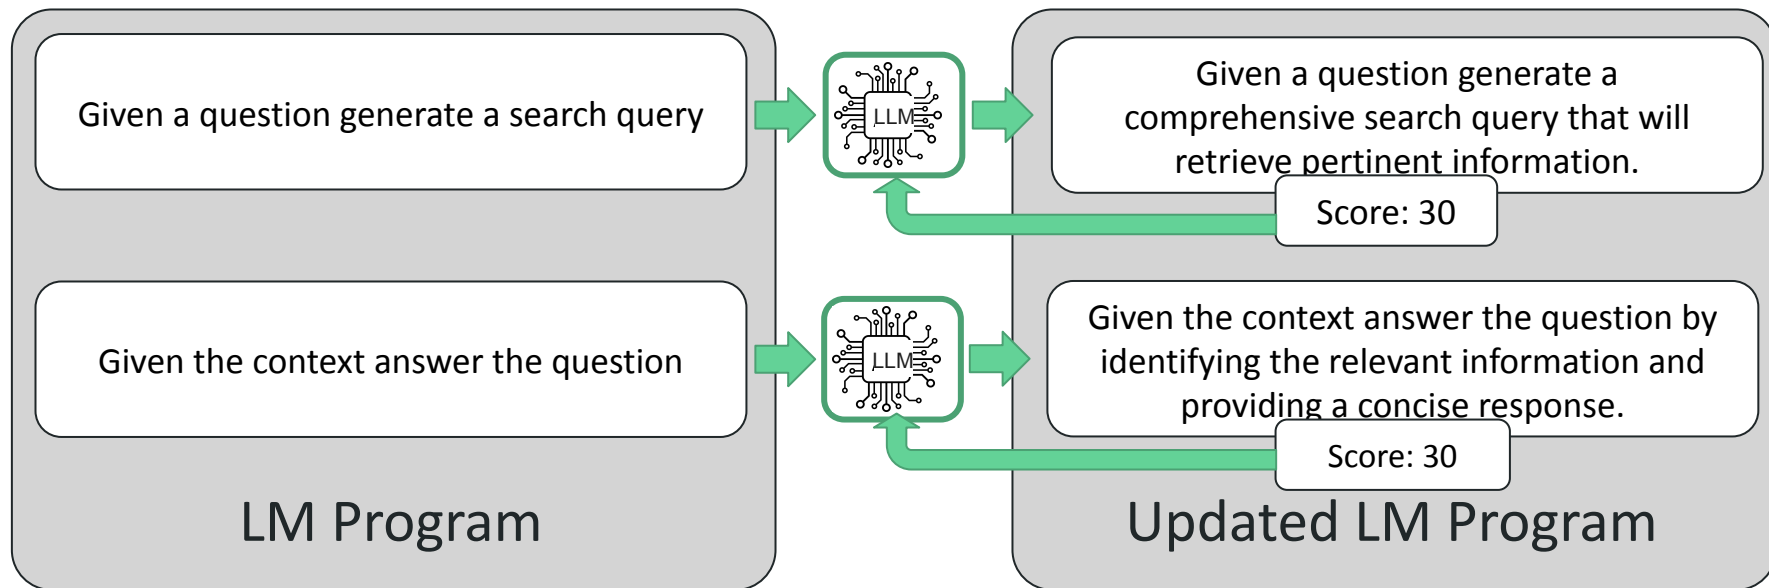 Given a question generate a search query
LLM
Given a question generate a
comprehensive search query that will
retrieve pertinent information.
Score: 30
Given the context answer the question
LLM
Given the context answer the question by
identifying the relevant information and
providing a concise response.
Score: 30
LM Program
Updated LM Program